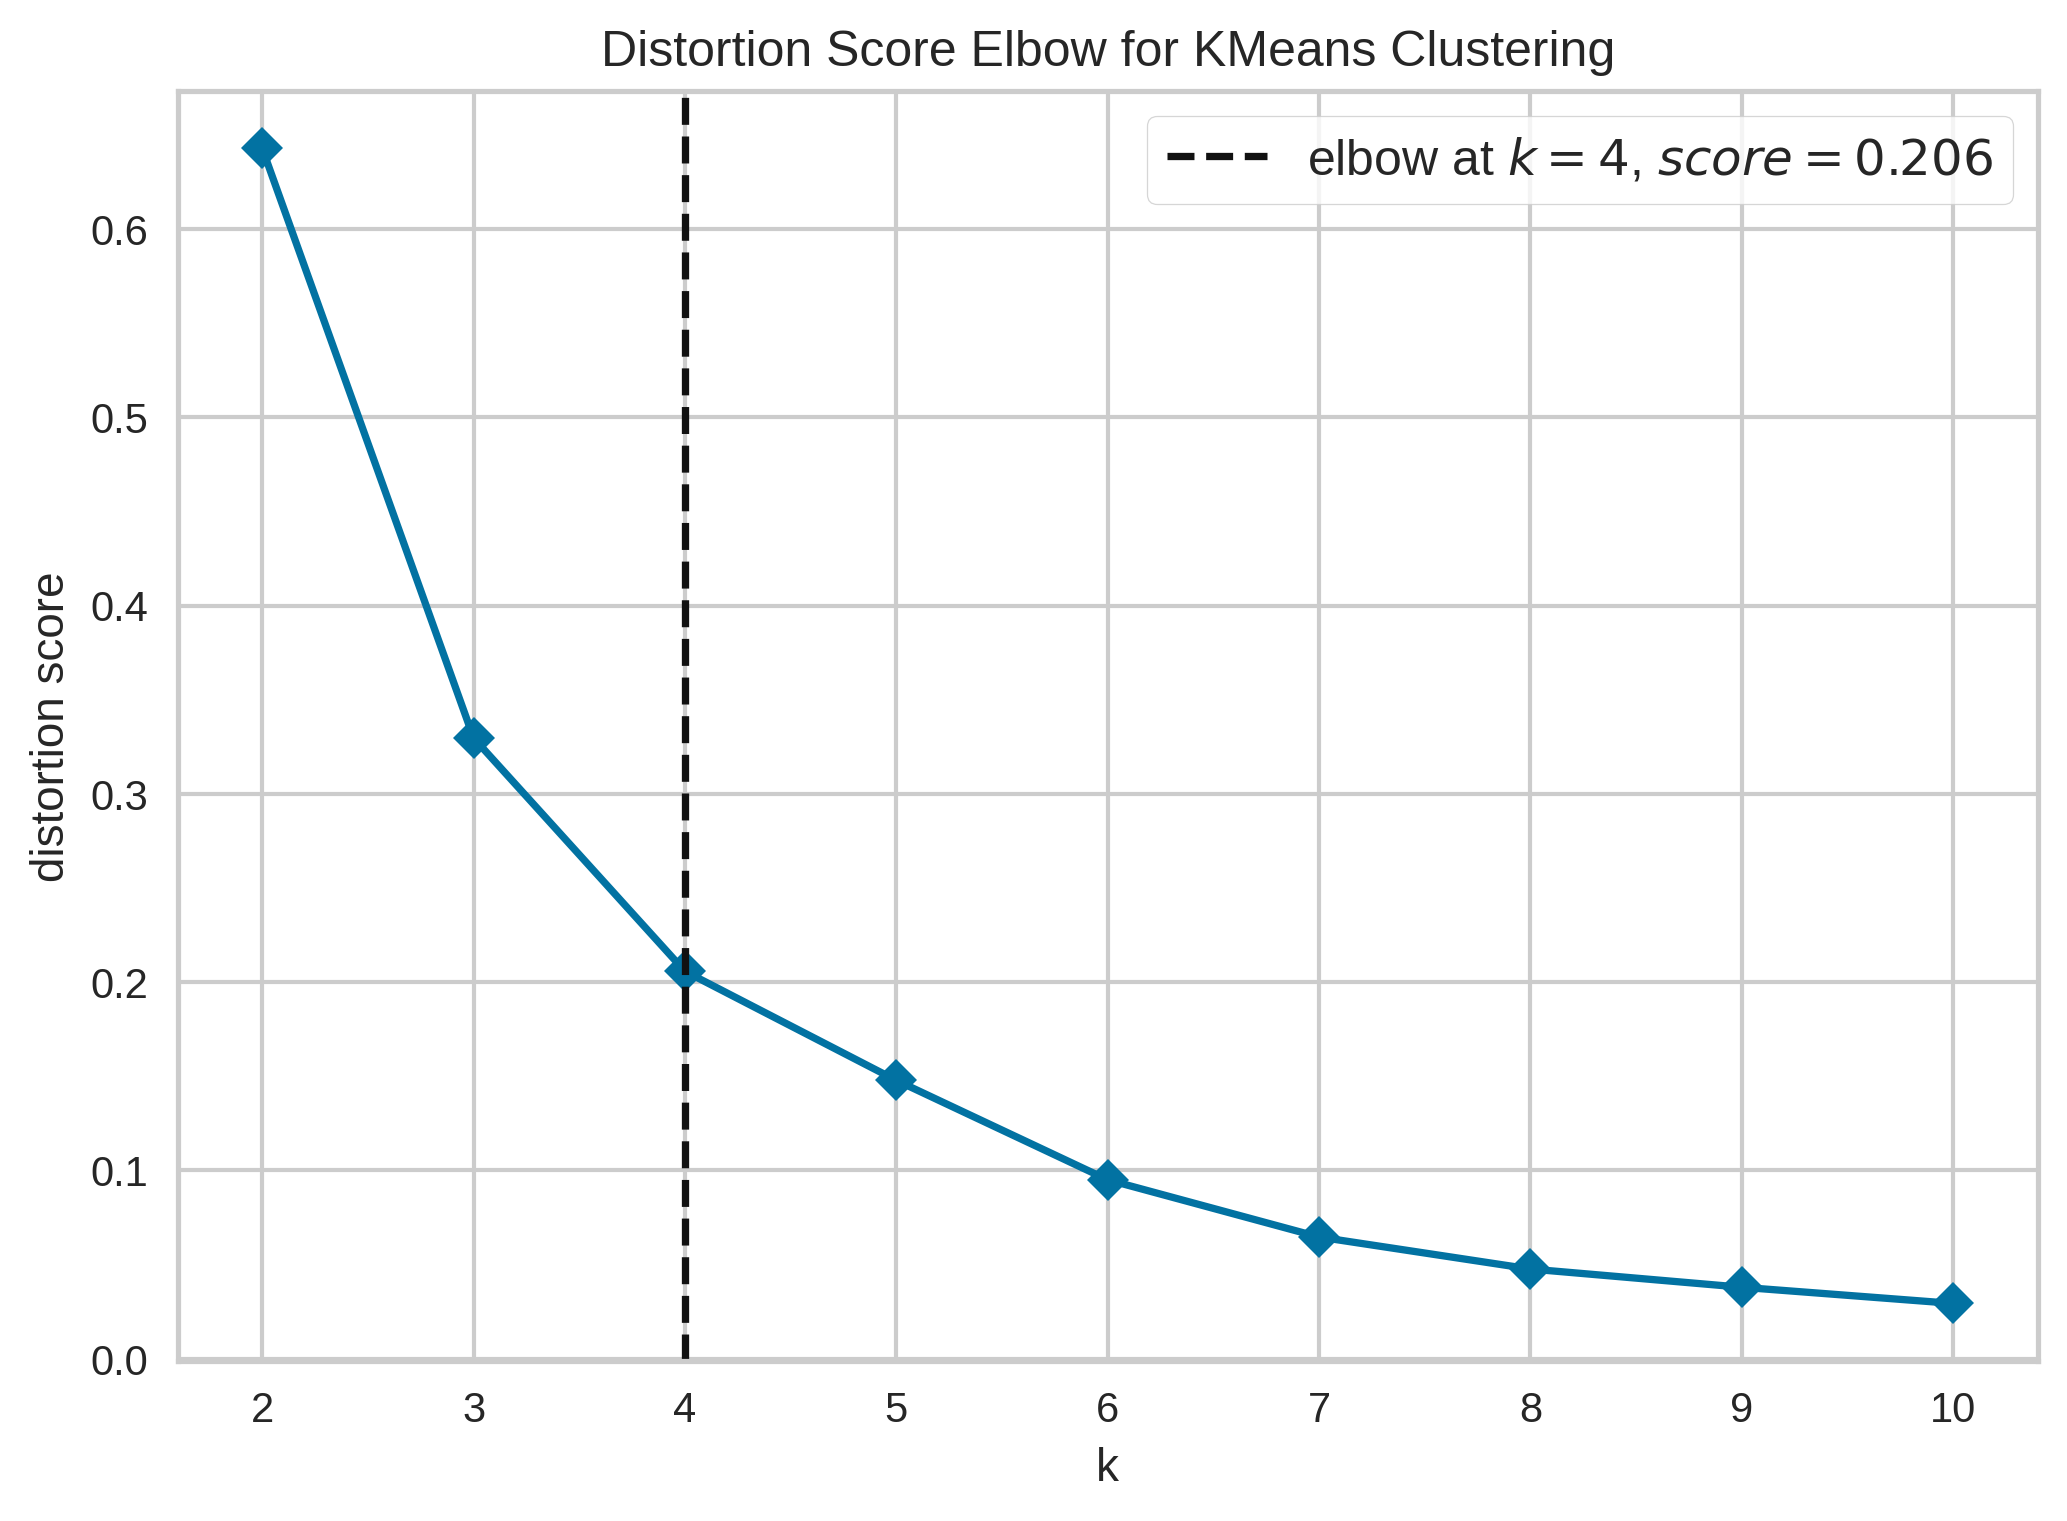 Distortion Score Elbow for KMeans Clustering
elbow at k = 4, score = 0.206
distortion score
0.6
0.5
0.4
0.3
0.2
0.1
0.0
2 3 4 5 6 7 8 9 10
k